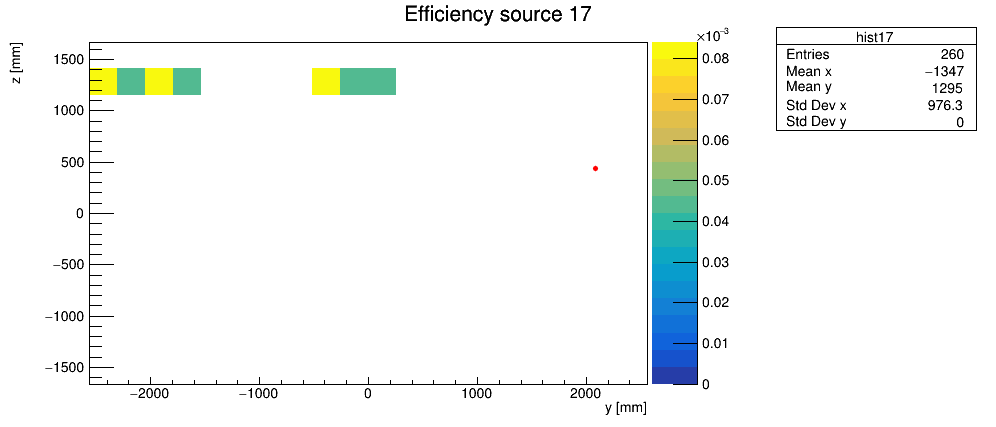 Efficiency source 17
z [mm]
1500
1000
500
0
−500
−1000
−1500
−2000 −1000 0 1000 2000
y [mm]
×10⁻³
0.08
0.07
0.06
0.05
0.04
0.03
0.02
0.01
0
hist17
Entries 260
Mean x −1347
Mean y 1295
Std Dev x 976.3
Std Dev y 0